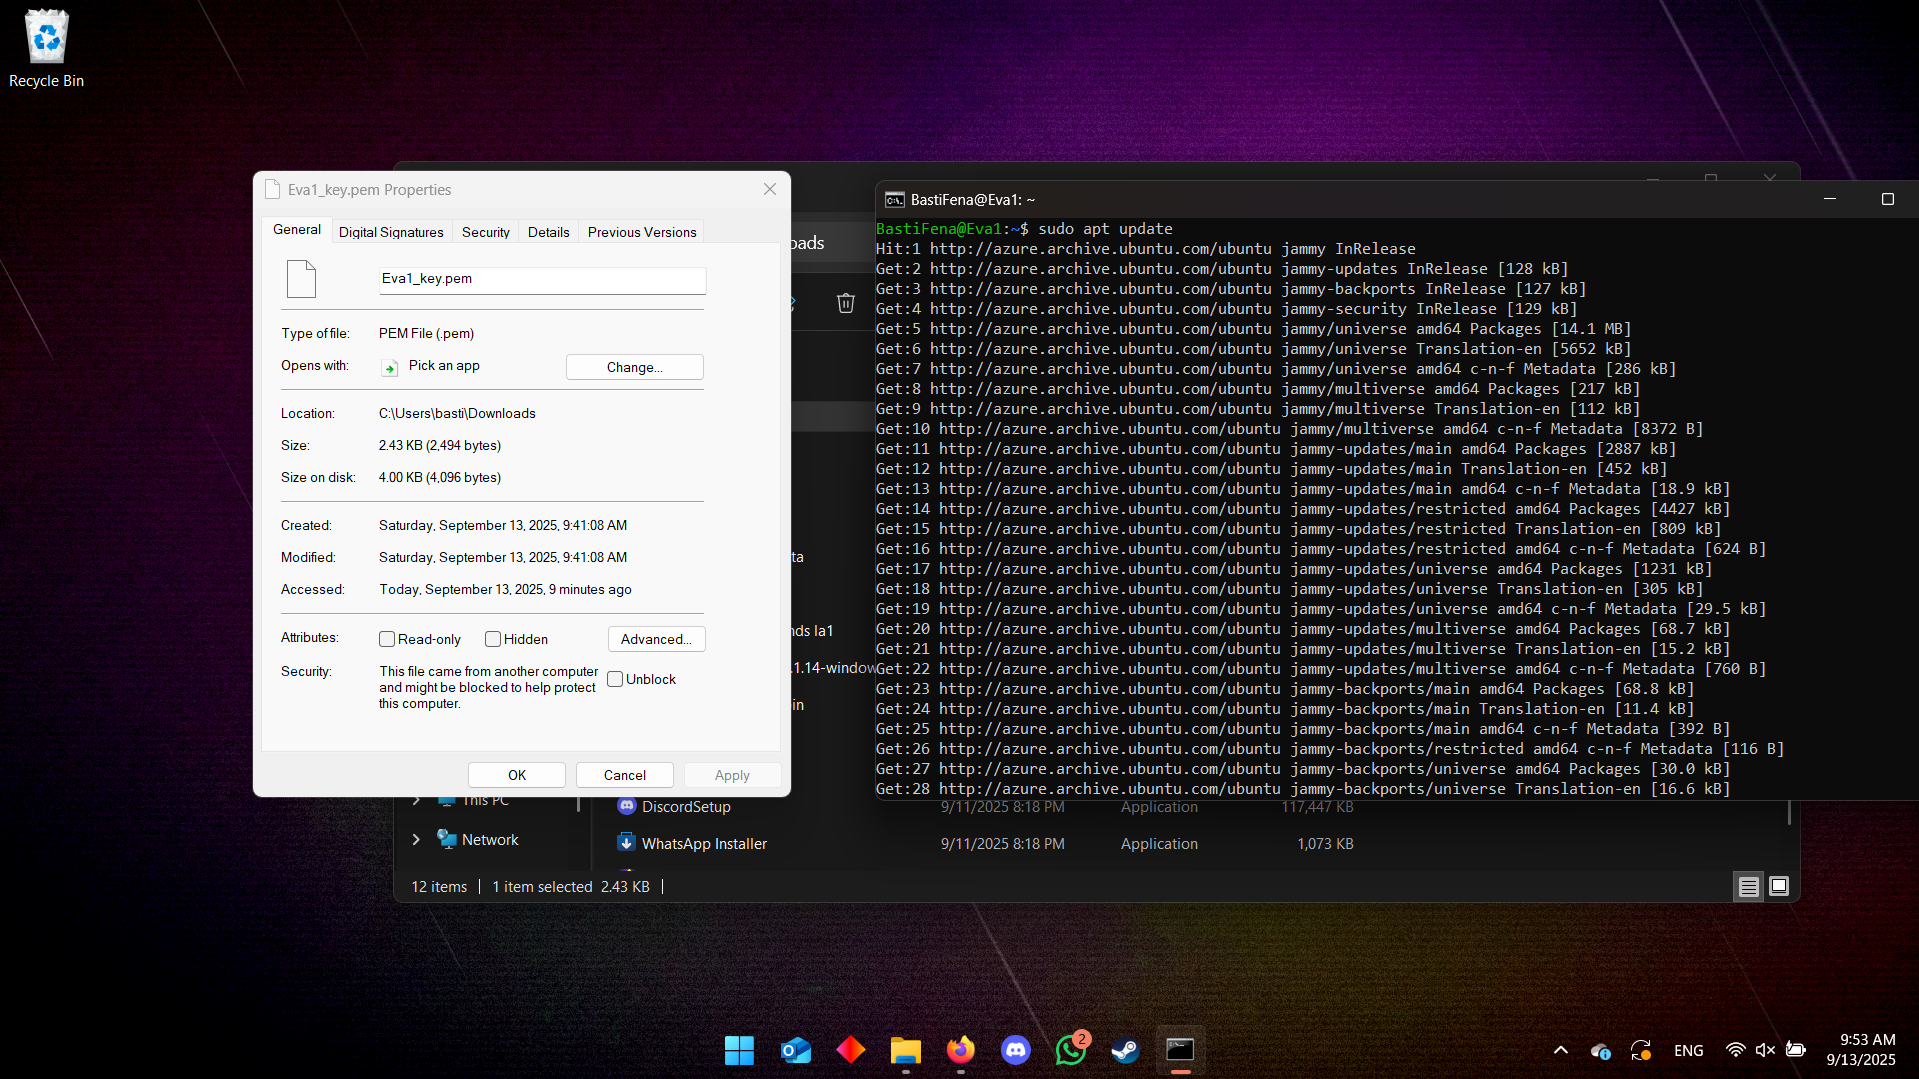 Recycle Bin
Eva1_key.pem Properties
General
Digital Signatures
Security
Details
Previous Versions
Eva1_key.pem
Type of file:
PEM File (.pem)
Opens with:
Pick an app
Change...
Location:
C:\Users\basti\Downloads
Size:
2.43 KB (2,494 bytes)
Size on disk:
4.00 KB (4,096 bytes)
Created:
Saturday, September 13, 2025, 9:41:08 AM
Modified:
Saturday, September 13, 2025, 9:41:08 AM
Accessed:
Today, September 13, 2025, 9 minutes ago
Attributes:
Read-only
Hidden
Advanced...
Security:
This file came from another computer
and might be blocked to help protect
this computer.
Unblock
OK
Cancel
Apply
oads
ta
nds la1
.1.14-window
in
BastiFena@Eva1: ~
BastiFena@Eva1:~$ sudo apt update
Hit:1 http://azure.archive.ubuntu.com/ubuntu jammy InRelease
Get:2 http://azure.archive.ubuntu.com/ubuntu jammy-updates InRelease [128 kB]
Get:3 http://azure.archive.ubuntu.com/ubuntu jammy-backports InRelease [127 kB]
Get:4 http://azure.archive.ubuntu.com/ubuntu jammy-security InRelease [129 kB]
Get:5 http://azure.archive.ubuntu.com/ubuntu jammy/universe amd64 Packages [14.1 MB]
Get:6 http://azure.archive.ubuntu.com/ubuntu jammy/universe Translation-en [5652 kB]
Get:7 http://azure.archive.ubuntu.com/ubuntu jammy/universe amd64 c-n-f Metadata [286 kB]
Get:8 http://azure.archive.ubuntu.com/ubuntu jammy/multiverse amd64 Packages [217 kB]
Get:9 http://azure.archive.ubuntu.com/ubuntu jammy/multiverse Translation-en [112 kB]
Get:10 http://azure.archive.ubuntu.com/ubuntu jammy/multiverse amd64 c-n-f Metadata [8372 B]
Get:11 http://azure.archive.ubuntu.com/ubuntu jammy-updates/main amd64 Packages [2887 kB]
Get:12 http://azure.archive.ubuntu.com/ubuntu jammy-updates/main Translation-en [452 kB]
Get:13 http://azure.archive.ubuntu.com/ubuntu jammy-updates/main amd64 c-n-f Metadata [18.9 kB]
Get:14 http://azure.archive.ubuntu.com/ubuntu jammy-updates/restricted amd64 Packages [4427 kB]
Get:15 http://azure.archive.ubuntu.com/ubuntu jammy-updates/restricted Translation-en [809 kB]
Get:16 http://azure.archive.ubuntu.com/ubuntu jammy-updates/restricted amd64 c-n-f Metadata [624 B]
Get:17 http://azure.archive.ubuntu.com/ubuntu jammy-updates/universe amd64 Packages [1231 kB]
Get:18 http://azure.archive.ubuntu.com/ubuntu jammy-updates/universe Translation-en [305 kB]
Get:19 http://azure.archive.ubuntu.com/ubuntu jammy-updates/universe amd64 c-n-f Metadata [29.5 kB]
Get:20 http://azure.archive.ubuntu.com/ubuntu jammy-updates/multiverse amd64 Packages [68.7 kB]
Get:21 http://azure.archive.ubuntu.com/ubuntu jammy-updates/multiverse Translation-en [15.2 kB]
Get:22 http://azure.archive.ubuntu.com/ubuntu jammy-updates/multiverse amd64 c-n-f Metadata [760 B]
Get:23 http://azure.archive.ubuntu.com/ubuntu jammy-backports/main amd64 Packages [68.8 kB]
Get:24 http://azure.archive.ubuntu.com/ubuntu jammy-backports/main Translation-en [11.4 kB]
Get:25 http://azure.archive.ubuntu.com/ubuntu jammy-backports/main amd64 c-n-f Metadata [392 B]
Get:26 http://azure.archive.ubuntu.com/ubuntu jammy-backports/restricted amd64 c-n-f Metadata [116 B]
Get:27 http://azure.archive.ubuntu.com/ubuntu jammy-backports/universe amd64 Packages [30.0 kB]
Get:28 http://azure.archive.ubuntu.com/ubuntu jammy-backports/universe Translation-en [16.6 kB]
This PC
DiscordSetup 9/11/2025 8:18 PM Application 117,447 KB
Network
WhatsApp Installer 9/11/2025 8:18 PM Application 1,073 KB
12 items 1 item selected 2.43 KB
2
ENG
9:53 AM
9/13/2025